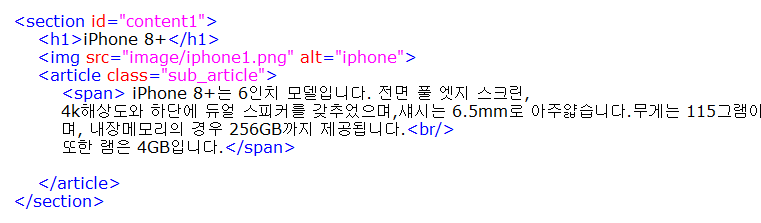 <section id="content1">
<h1>iPhone 8+</h1>
<img src="image/iphone1.png" alt="iphone">
<article class="sub_article">
<span> iPhone 8+는 6인치 모델입니다. 전면 풀 엣지 스크린,
4k해상도와 하단에 듀얼 스피커를 갖추었으며,섀시는 6.5mm로 아주얇습니다.무게는 115그램이
며, 내장메모리의 경우 256GB까지 제공됩니다.<br/>
또한 램은 4GB입니다.</span>
</article>
</section>